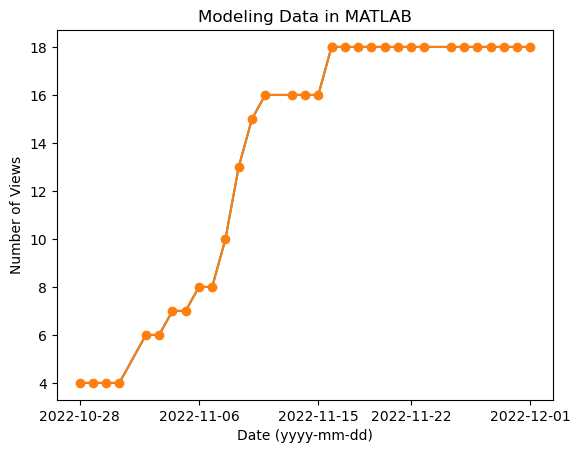 Modeling Data in MATLAB
18
16
14
12
10
8
6
4
Number of Views
2022-10-28 2022-11-06 2022-11-15 2022-11-22 2022-12-01
Date (yyyy-mm-dd)